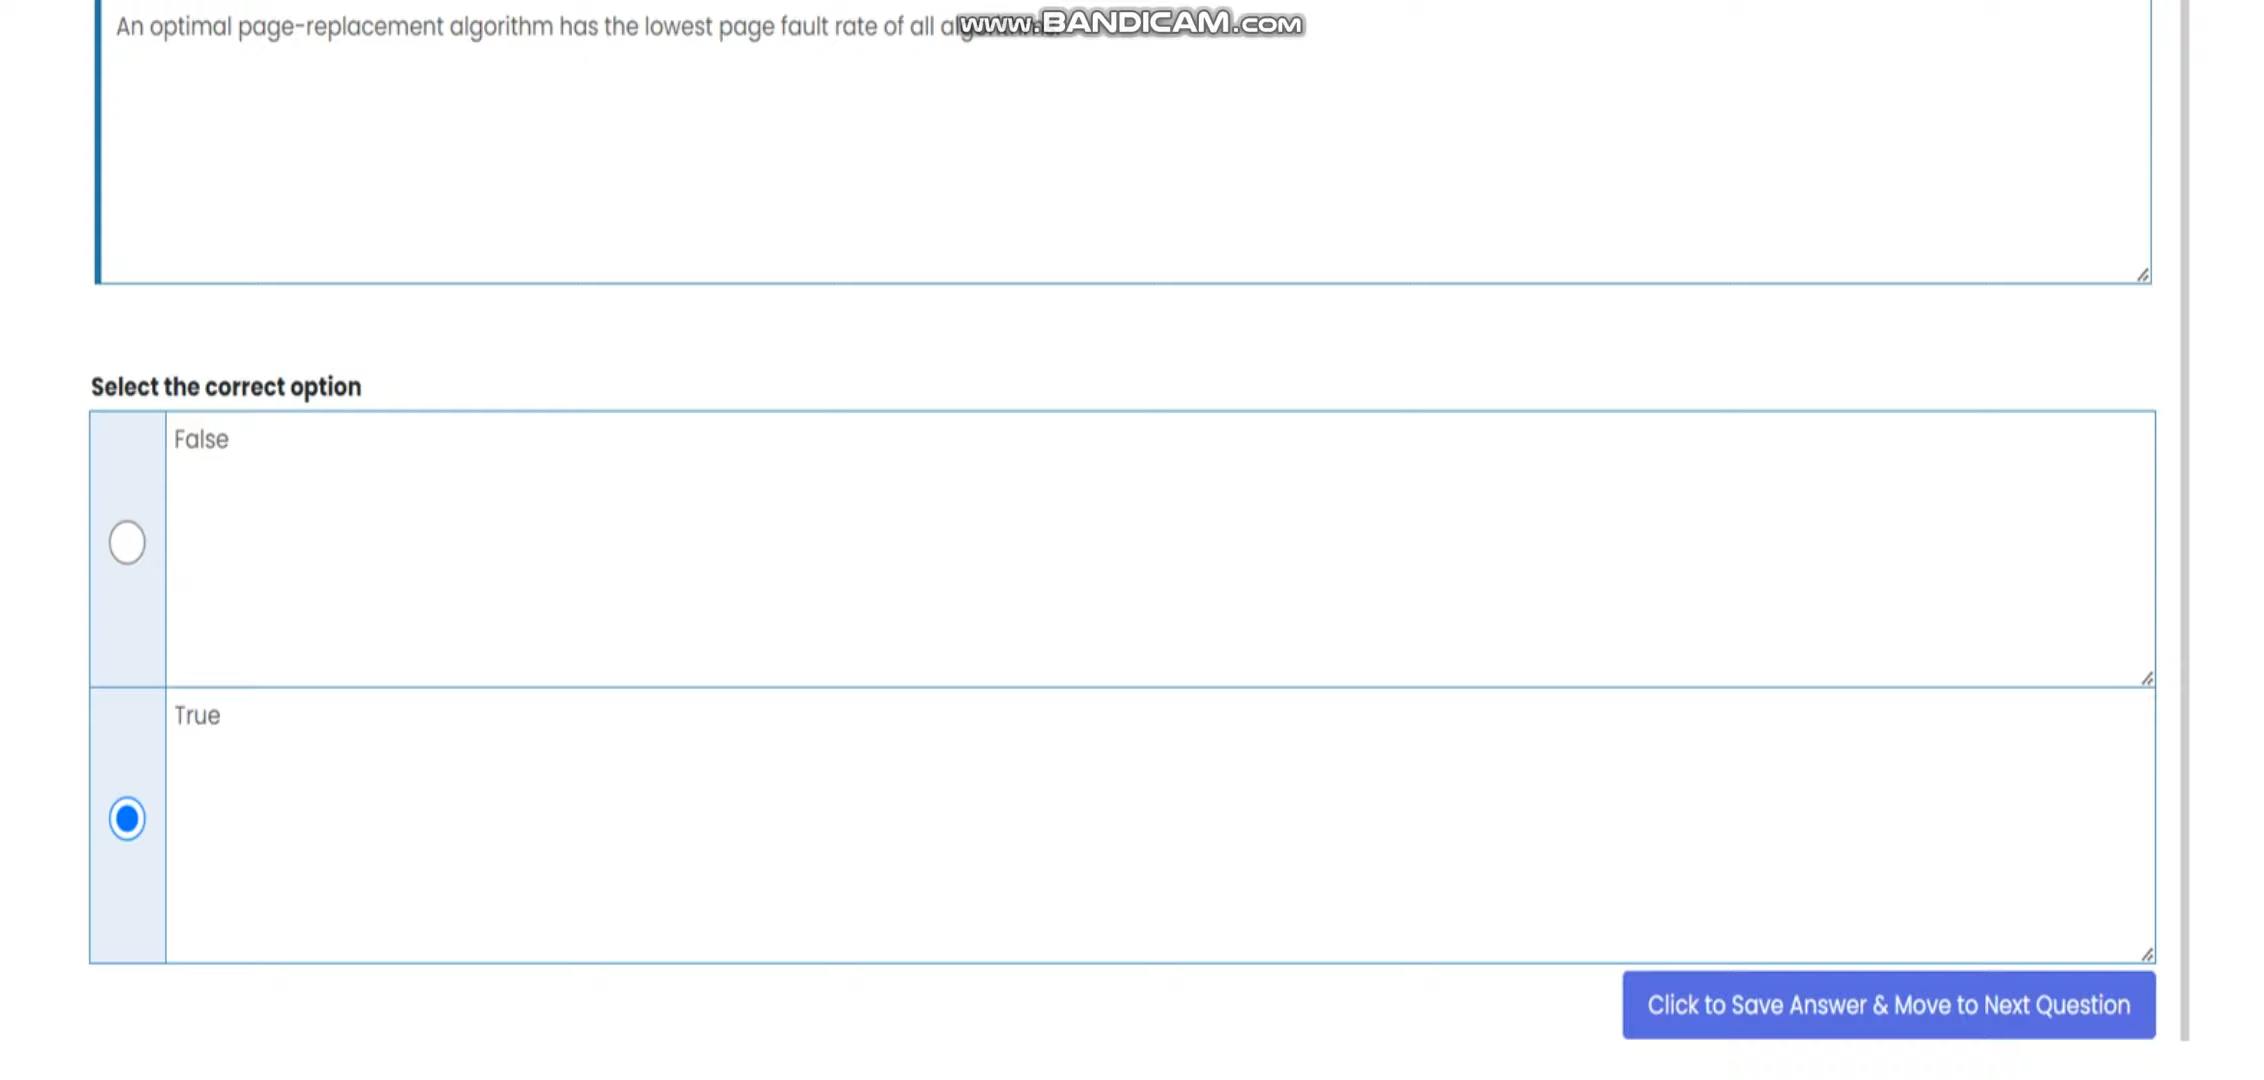 An optimal page-replacement algorithm has the lowest page fault rate of all
www.BANDICAM.com
Select the correct option
False
True
Click to Save Answer & Move to Next Question